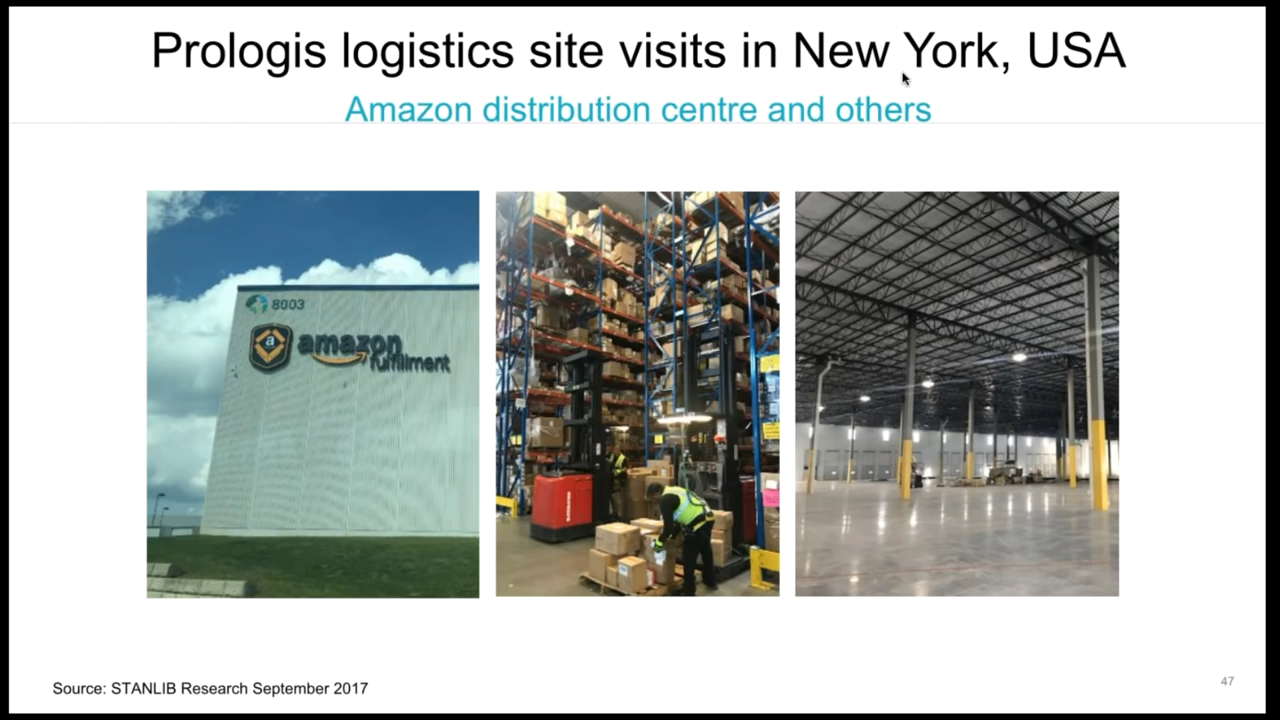 Prologis logistics site visits in New York, USA
Amazon distribution centre and others
8003
a
amazon
fulfillment
Source: STANLIB Research September 2017
47